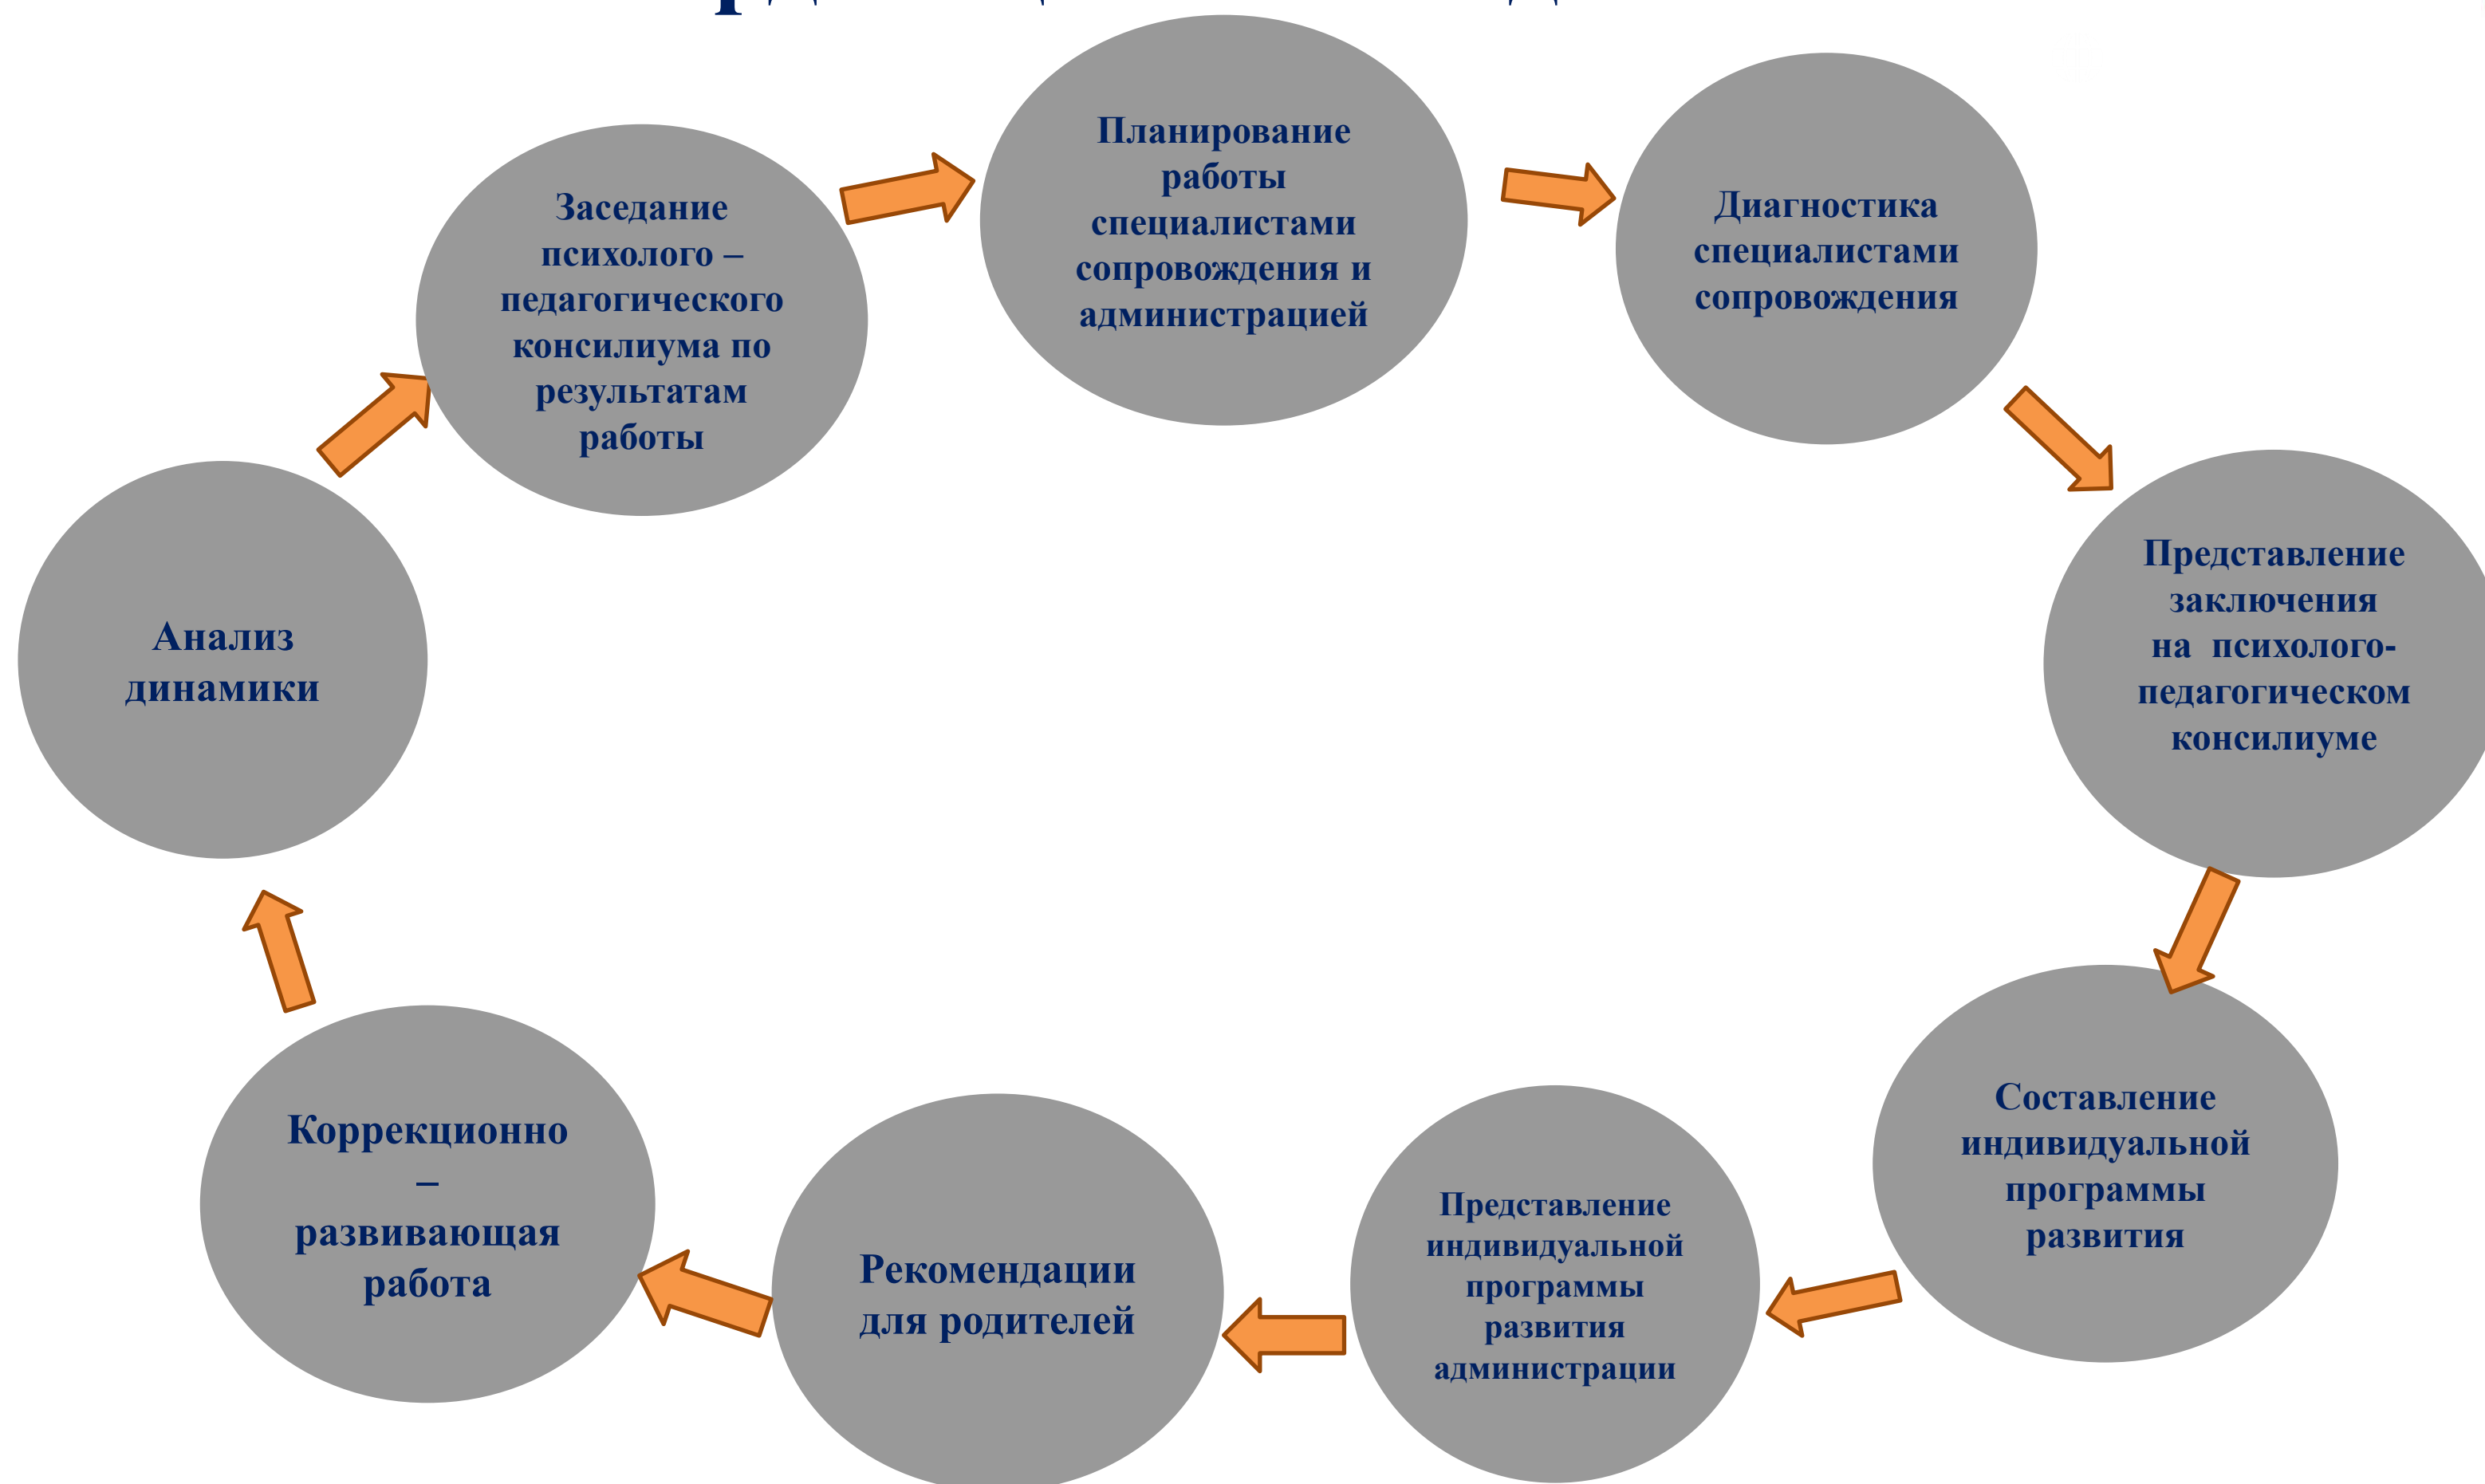 Планирование
работы
специалистами
сопровождения и
администрацией
Диагностика
специалистами
сопровождения
Представление
заключения
на психолого-
педагогическом
консилиуме
Составление
индивидуальной
программы
развития
Представление
индивидуальной
программы
развития
администрации
Рекомендации
для родителей
Коррекционно
–
развивающая
работа
Анализ
динамики
Заседание
психолого –
педагогического
консилиума по
результатам
работы